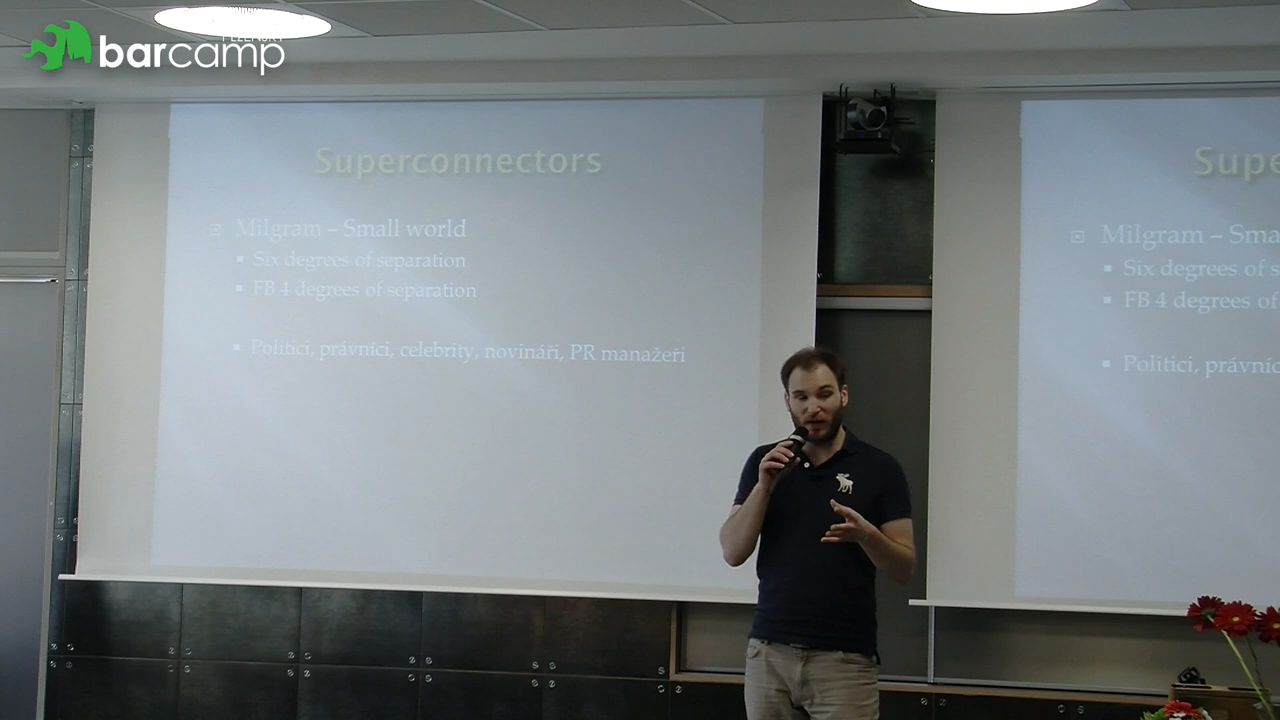 PLZEŇSKÝ
barcamp
Superconnectors
Milgram – Small world
Six degrees of separation
FB 4 degrees of separation
Politici, právníci, celebrity, novináři, PR manažeři
Supe
Milgram – Sma
Six degrees of s
FB 4 degrees of
Politici, právníc